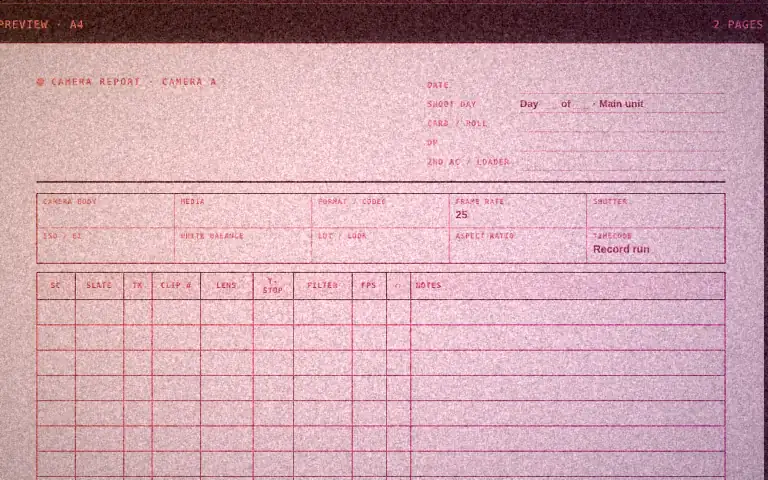 PREVIEW · A4
2 PAGES
CAMERA REPORT · CAMERA A
DATE
SHOOT DAY Day __ of __ · Main unit
CARD / ROLL
DP
2ND AC / LOADER
CAMERA BODY MEDIA FORMAT / CODEC FRAME RATE SHUTTER
25
ISO / EI WHITE BALANCE LUT / LOOK ASPECT RATIO TIMECODE
Record run
SC SLATE TK CLIP # LENS T-STOP FILTER FPS NOTES